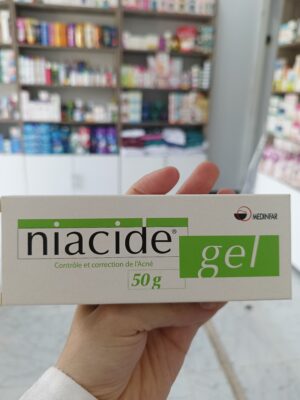 MEDINFAR
niacide®
gel
Contrôle et correction de l'Acné
50 g